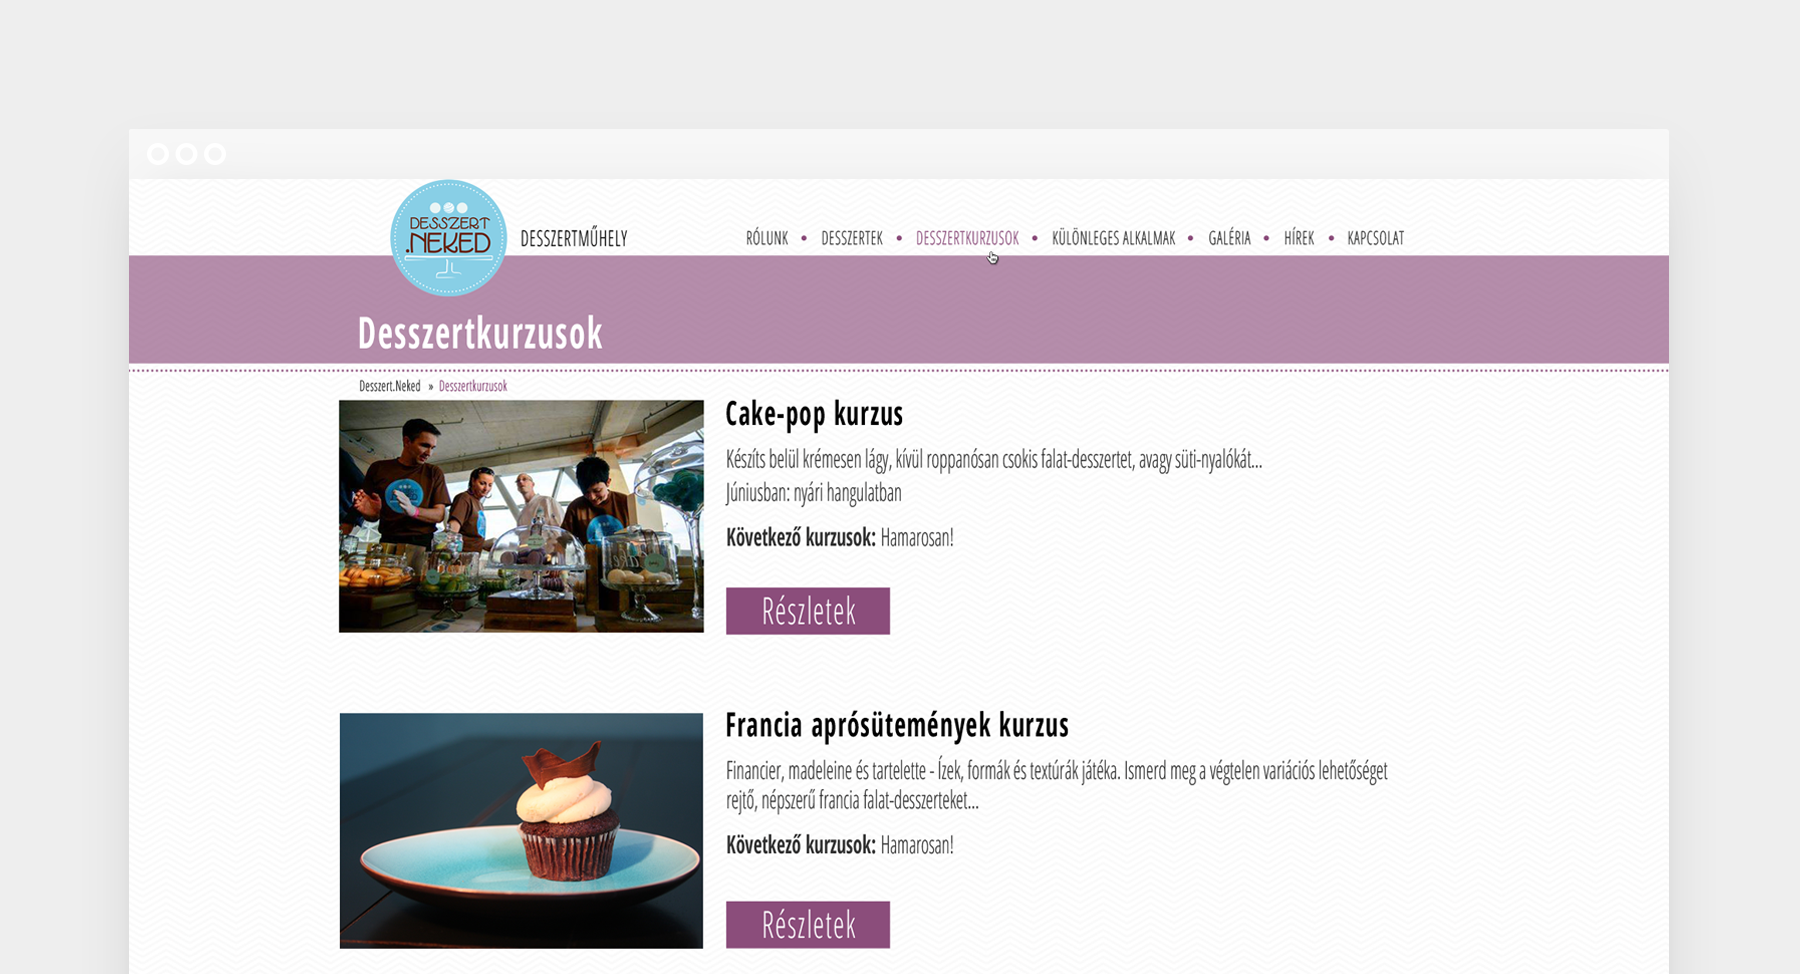 DESSZERT
.NEKED
DESSZERTMŰHELY
RÓLUNK • DESSZERTEK • DESSZERTKURZUSOK • KÜLÖNLEGES ALKALMAK • GALÉRIA • HÍREK • KAPCSOLAT
Desszertkurzusok
Desszert.Neked » Desszertkurzusok
Cake-pop kurzus
Készíts belül krémesen lágy, kívül roppanósan csokis falat-desszertet, avagy süti-nyalókát...
Júniusban: nyári hangulatban
Következő kurzusok: Hamarosan!
Részletek
Francia aprósütemények kurzus
Financier, madeleine és tartelette - Ízek, formák és textúrák játéka. Ismerd meg a végtelen variációs lehetőséget
rejtő, népszerű francia falat-desszerteket...
Következő kurzusok: Hamarosan!
Részletek